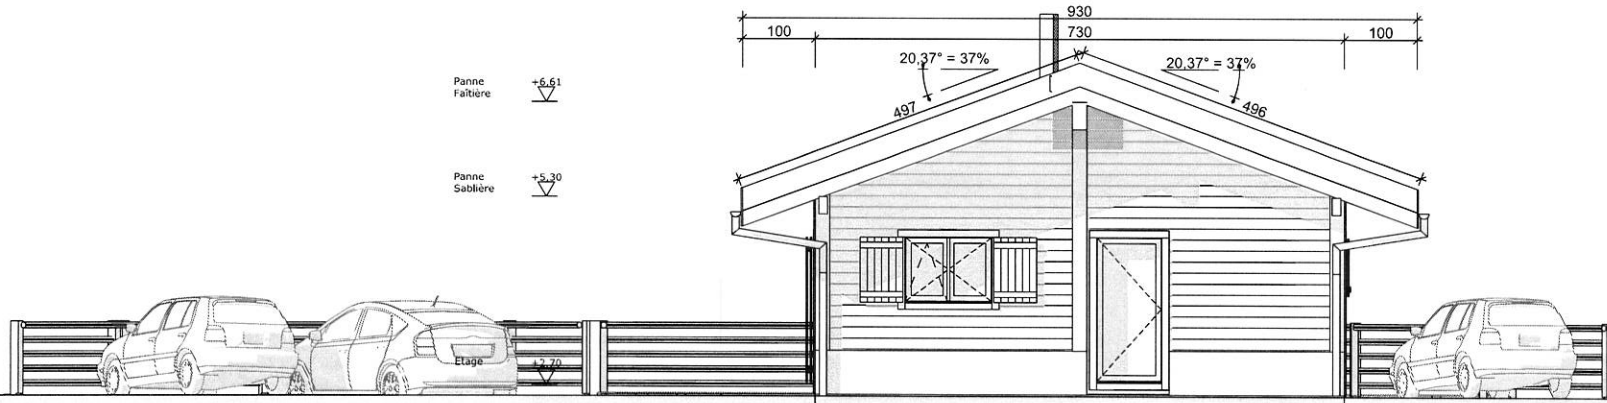 930
100 730 100
20,37° = 37% 20,37° = 37%
Panne +6,61
Faîtière
497 496
Panne +5,30
Sablière
Etage +2,70